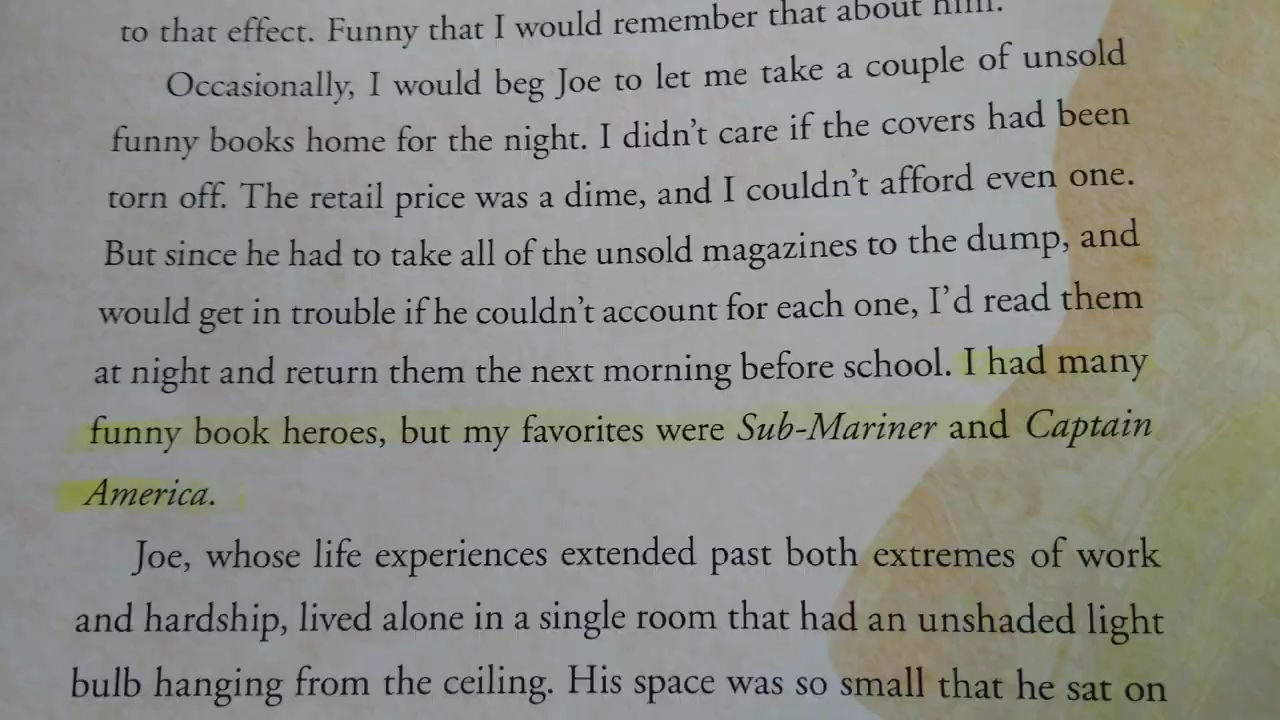 to that effect. Funny that I would remember that about him.
Occasionally, I would beg Joe to let me take a couple of unsold
funny books home for the night. I didn't care if the covers had been
torn off. The retail price was a dime, and I couldn't afford even one.
But since he had to take all of the unsold magazines to the dump, and
would get in trouble if he couldn't account for each one, I'd read them
at night and return them the next morning before school. I had many
funny book heroes, but my favorites were Sub-Mariner and Captain
America.
Joe, whose life experiences extended past both extremes of work
and hardship, lived alone in a single room that had an unshaded light
bulb hanging from the ceiling. His space was so small that he sat on